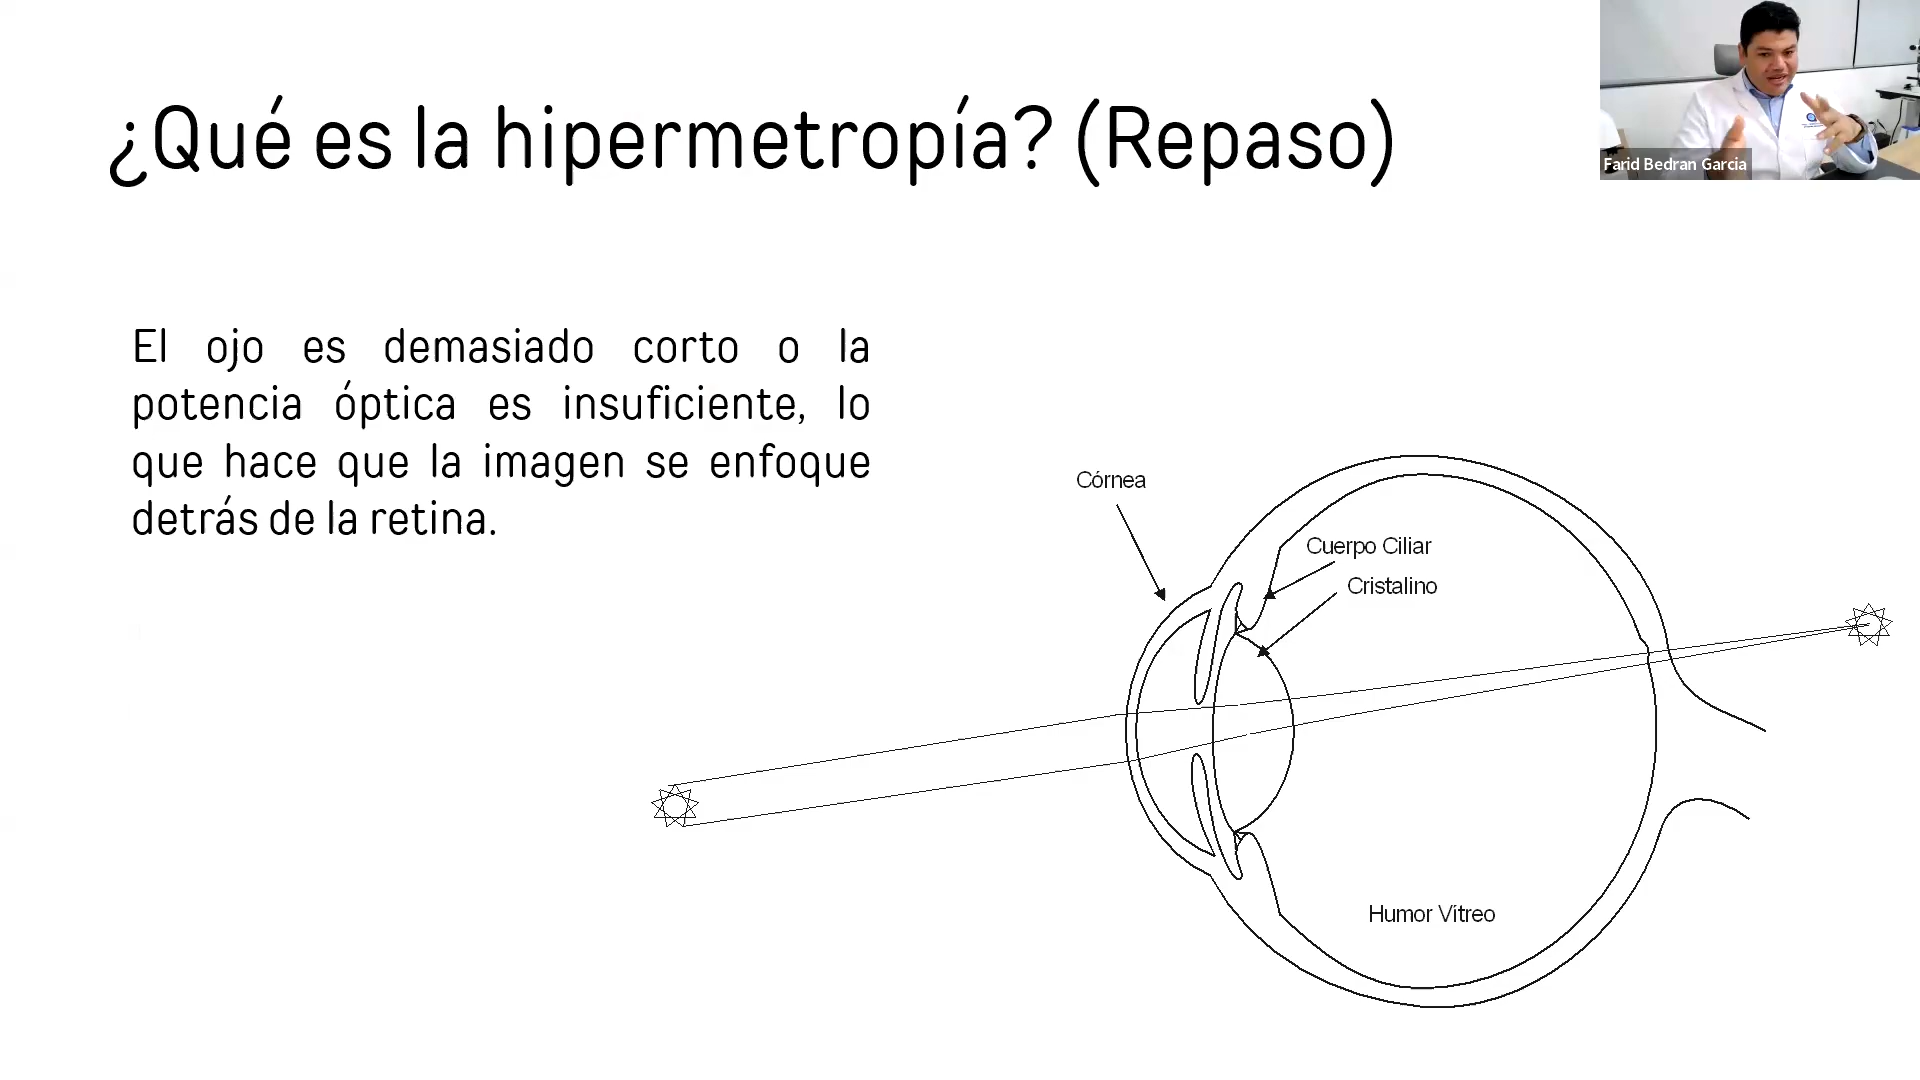 ¿Qué es la hipermetropía? (Repaso)
Farid Bedran Garcia
El ojo es demasiado corto o la
potencia óptica es insuficiente, lo
que hace que la imagen se enfoque
detrás de la retina.
Córnea
Cuerpo Ciliar
Cristalino
Humor Vítreo